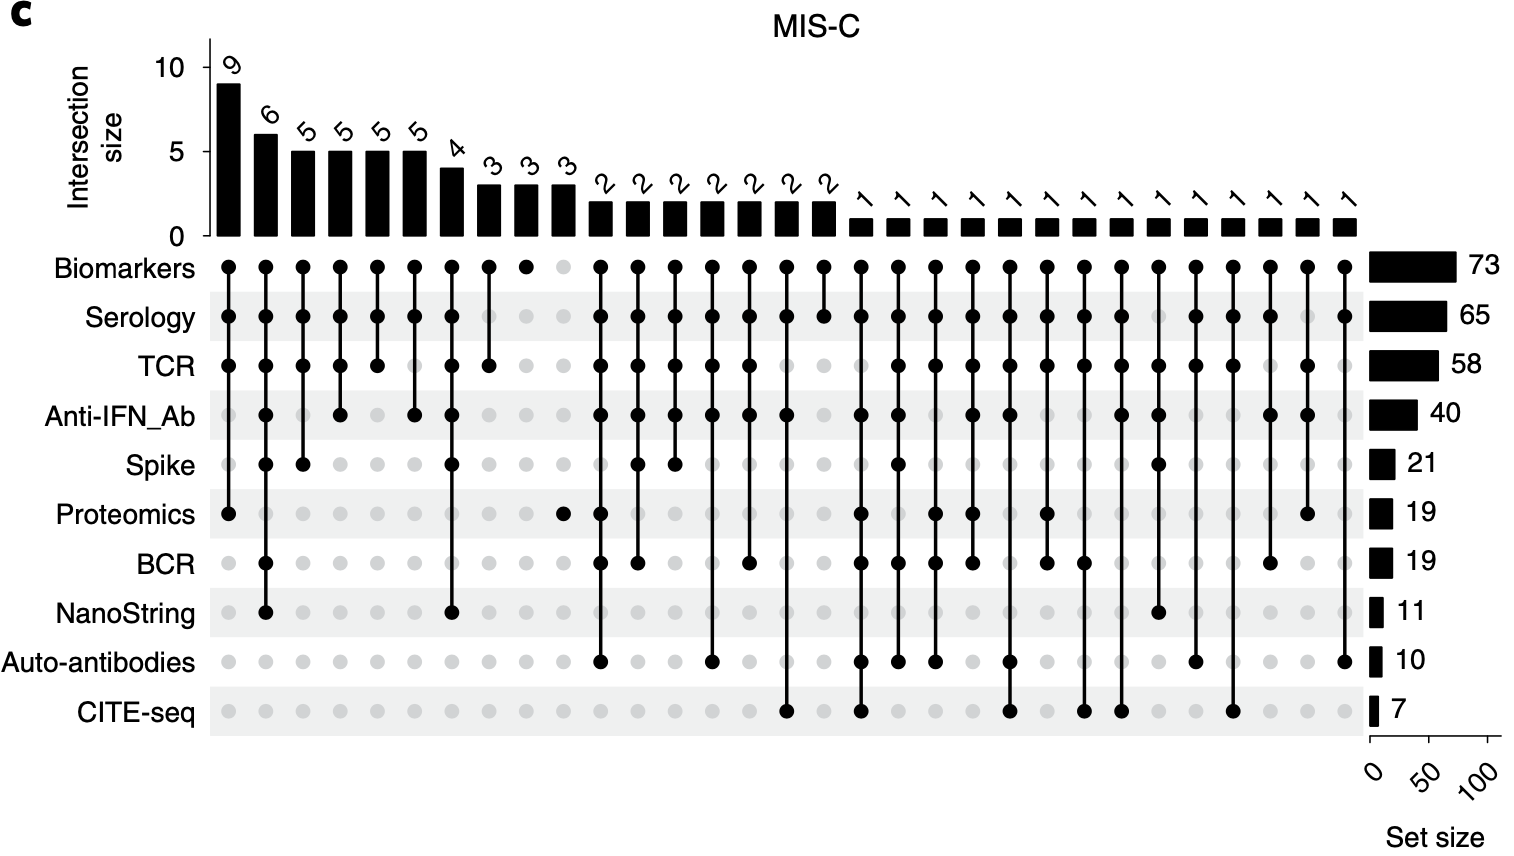 c
MIS-C
Intersection
size
10
5
0
9 6 5 5 5 5 4 3 3 3 2 2 2 2 2 2 2 1 1 1 1 1 1 1 1 1 1 1 1 1 1
Biomarkers 73
Serology 65
TCR 58
Anti-IFN_Ab 40
Spike 21
Proteomics 19
BCR 19
NanoString 11
Auto-antibodies 10
CITE-seq 7
0 50 100
Set size